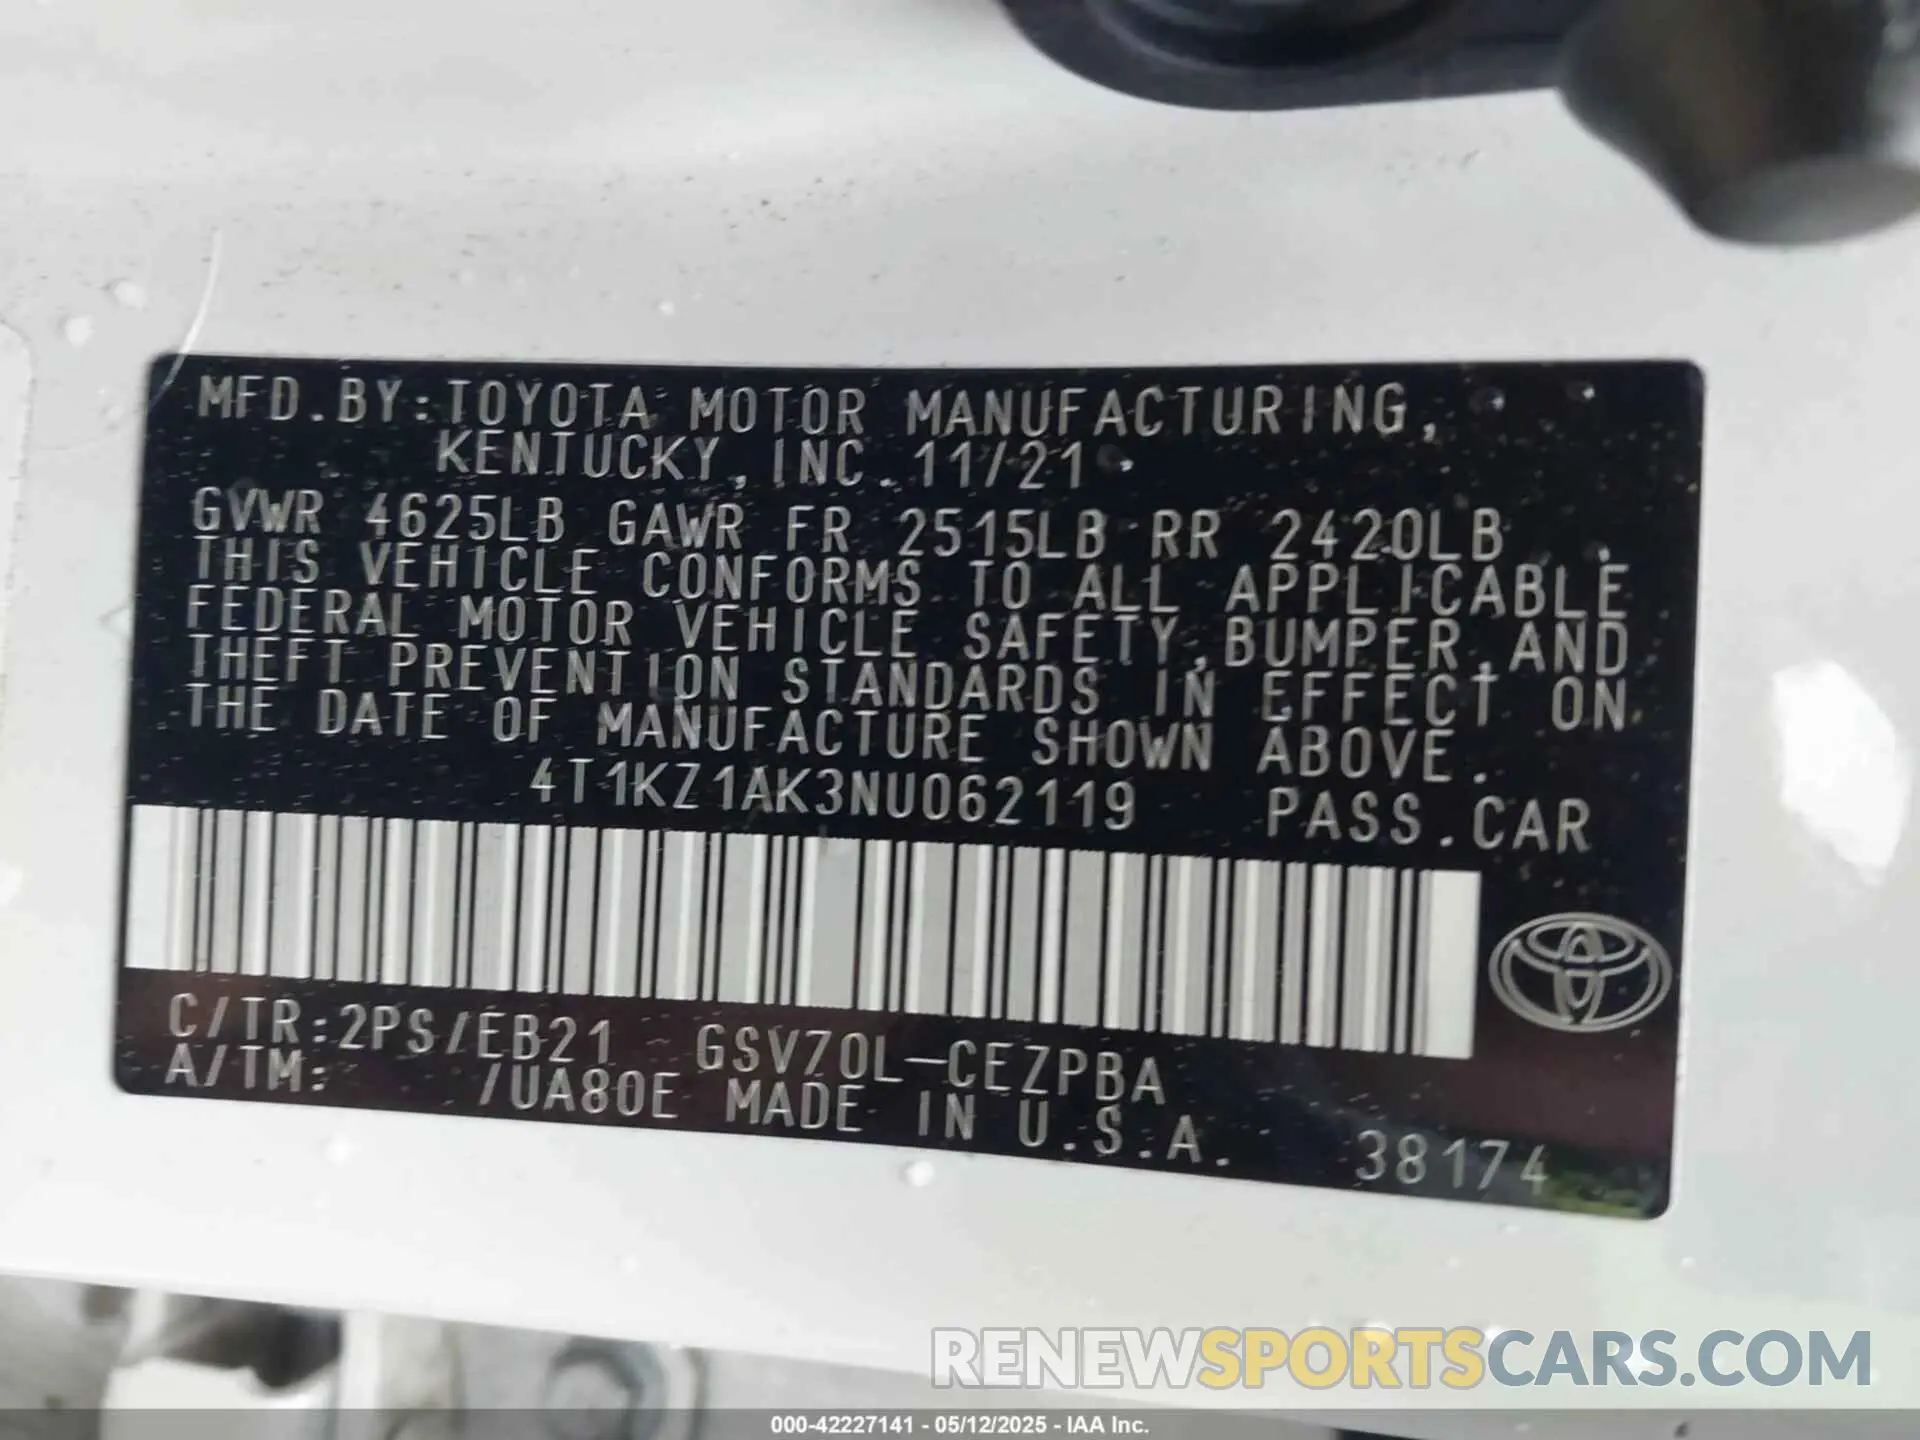 MFD.BY:TOYOTA MOTOR MANUFACTURING,
KENTUCKY,INC.11/21
GVWR 4625LB GAWR FR 2515LB RR 2420LB
THIS VEHICLE CONFORMS TO ALL APPLICABLE
FEDERAL MOTOR VEHICLE SAFETY,BUMPER,AND
THEFT PREVENTION STANDARDS IN EFFECT ON
THE DATE OF MANUFACTURE SHOWN ABOVE.
4T1KZ1AK3NU062119 PASS.CAR
C/TR:2PS/EB21 GSV70L-CEZPBA
A/TM: /UA80E MADE IN U.S.A.
38174
RENEWSPORTSCARS.COM
000-42227141 - 05/12/2025 - IAA Inc.